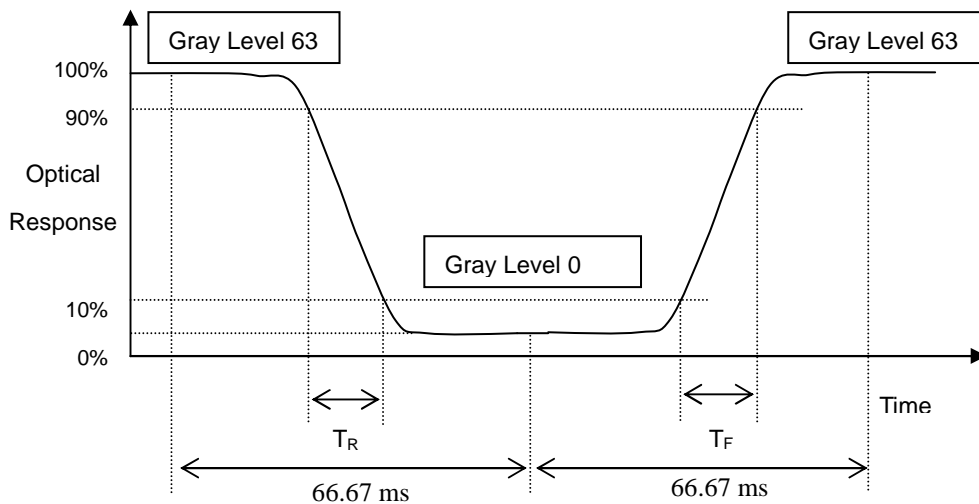 Gray Level 63
Gray Level 63
100%
90%
Optical
Response
Gray Level 0
10%
0%
Time
TR
TF
66.67 ms
66.67 ms